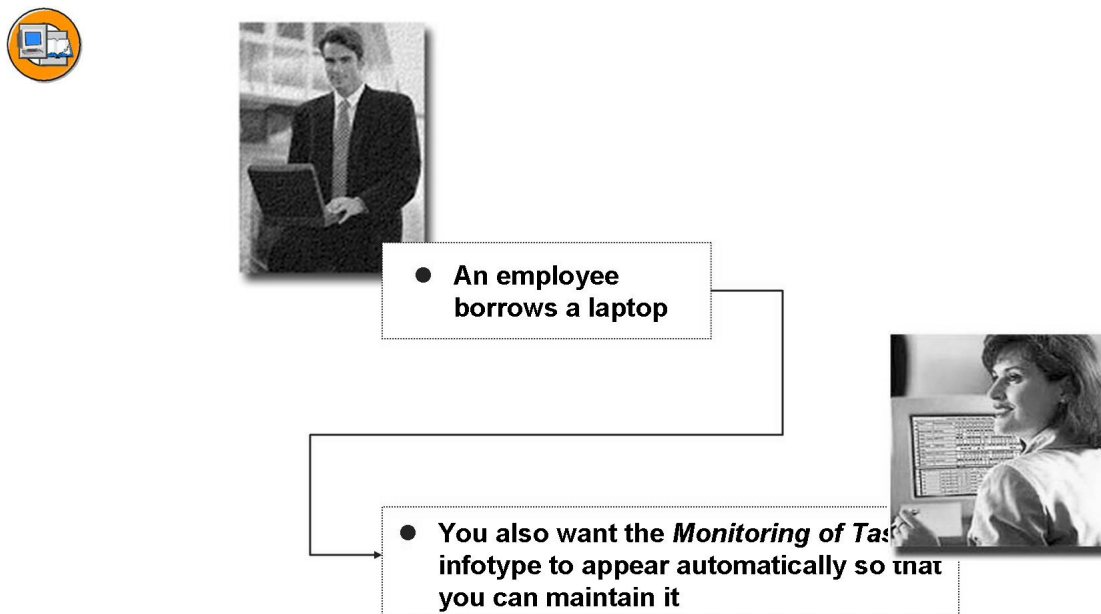 An employee
borrows a laptop
You also want the Monitoring of
infotype to appear automatically so that
you can maintain it